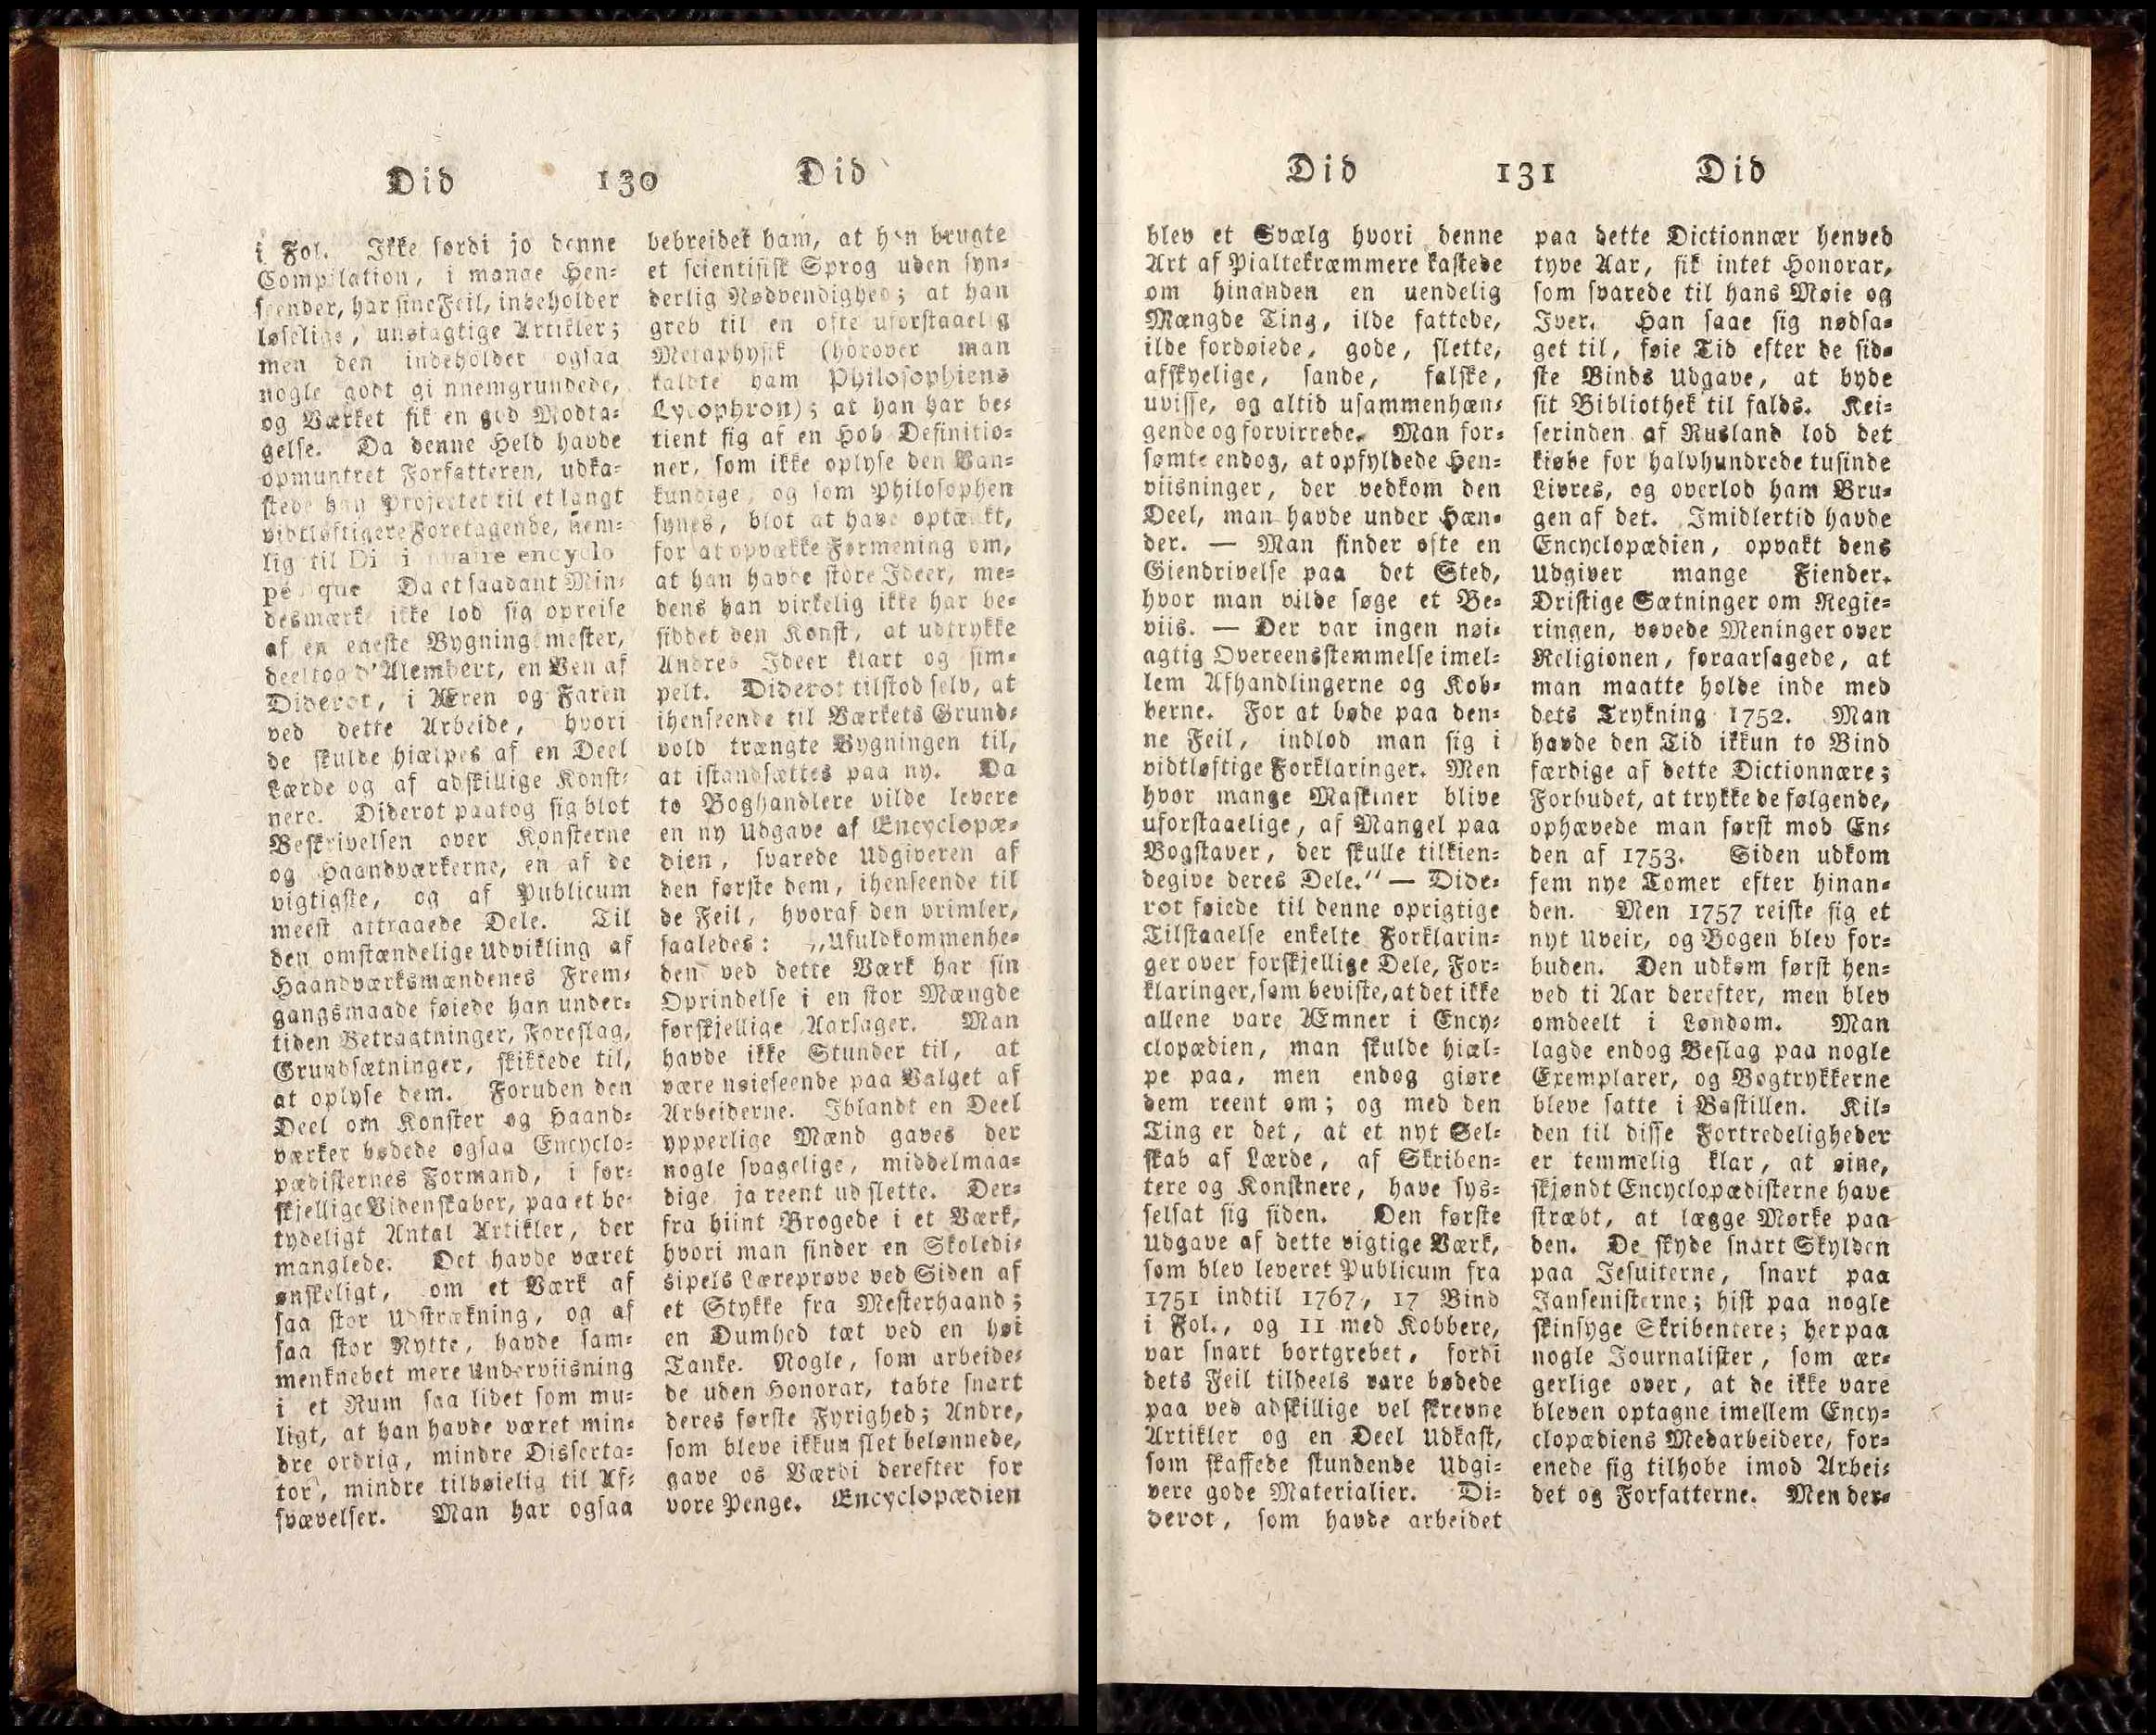 Did 130 Did
i Fol. Ikke fordi jo denne
Compilation, i mange Hen-
seender, har sine Feil, indeholder
løselige, unøiagtige Artikler;
men den indeholder ogsaa
nogle godt giennemgrundede,
og Værket fik en god Modta-
gelse. Da denne Held havde
opmuntret Forfatteren, udka-
stede han Projectet til et langt
vidtløftigere Foretagende, nem-
lig til encyclo
Da et saadant Min-
desmærke ikke lod sig opreise
af en eneste Bygningsmester,
deeltog d'Alembert, en Ven af
Diderot, i Æren og Faren
ved dette Arbeide, hvori
de skulde hiælpes af en Deel
Lærde og af adskillige Konst-
nere. Diderot paatog sig blot
Beskrivelsen over Konsterne
og Haandværkerne, en af de
vigtigste, og af Publicum
meest attraaede Dele. Til
den omstændelige Udvikling af
Haandværksmændenes Frem-
gangsmaade føiede han under-
tiden Betragtninger, Foreslag,
Grundsætninger, skikkede til,
at oplyse dem. Foruden den
Deel om Konster og Haand-
værker bødede ogsaa Encyclo-
pædisternes Formand, i for-
skjellige Videnskaber, paa et be-
tydeligt Antal Artikler, der
manglede. Det havde været
ønskeligt, om et Værk af
saa stor Udstrækning, og af
saa stor Nytte, havde sam-
menknebet mere Underviisning
i et Rum saa lidet som mu-
ligt, at han havde været min-
dre ordrig, mindre Disserta-
tor, mindre tilbøielig til Af-
svævelser. Man har ogsaa
bebreidet ham, at han brugte
et scientifisk Sprog uden syn-
derlig Nødvendighed; at han
greb til en ofte uforstaaelig
Metaphysik (hvorover man
kaldte ham Philosophiens
Lycophron); at han har be-
tient sig af en Hob Definitio-
ner, som ikke oplyse den Van-
kundige, og som Philosophen
synes, blot at have optænkt,
for at opvække Formening om,
at han havde store Ideer, me-
dens han virkelig ikke har be-
siddet den Konst, at udtrykke
Andres Ideer klart og sim-
pelt. Diderot tilstod selv, at
ihenseende til Værkets Grund-
vold trængte Bygningen til,
at istandsættes paa ny. Da
to Boghandlere vilde levere
en ny Udgave af Encyclopæ-
dien, svarede Udgiveren af
den første dem, ihenseende til
de Feil, hvoraf den vrimler,
saaledes: „Ufuldkommenhe-
den ved dette Værk har sin
Oprindelse i en stor Mængde
forskjellige Aarsager. Man
havde ikke Stunder til, at
være nøieseende paa Valget af
Arbeiderne. Iblandt en Deel
ypperlige Mænd gaves der
nogle svagelige, middelmaa-
dige, ja reent ud slette. Der-
fra hiint Brogede i et Værk,
hvori man finder en Skoledi-
sipels Læreprøve ved Siden af
et Stykke fra Mesterhaand;
en Dumhed tæt ved en høi
Tanke. Nogle, som arbeide-
de uden Honorar, tabte snart
deres første Fyrighed; Andre,
som bleve ikkun slet belønnede,
gave os Værdi derefter for
vore Penge. Encyclopædien
Did 131 Did
blev et Svælg hvori denne
Art af Pialtekræmmere kastede
om hinanden en uendelig
Mængde Ting, ilde fattede,
ilde fordøiede, gode, slette,
afskyelige, sande, falske,
uvisse, og altid usammenhæn-
gende og forvirrede. Man for-
sømte endog, at opfyldede Hen-
viisninger, der vedkom den
Deel, man havde under Hæn-
der. — Man finder ofte en
Giendrivelse paa det Sted,
hvor man vilde søge et Be-
viis. — Der var ingen nøi-
agtig Overeensstemmelse imel-
lem Afhandlingerne og Kob-
berne. For at bøde paa den-
ne Feil, indlod man sig i
vidtløftige Forklaringer. Men
hvor mange Maskiner blive
uforstaaelige, af Mangel paa
Bogstaver, der skulle tilkien-
degive deres Dele.“ — Dide-
rot føiede til denne oprigtige
Tilstaaelse enkelte Forklarin-
ger over forskjellige Dele, For-
klaringer, som beviste, at det ikke
allene vare Æmner i Ency-
clopædien, man skulde hiæl-
pe paa, men endog giøre
dem reent om; og med den
Ting er det, at et nyt Sel-
skab af Lærde, af Skriben-
tere og Konstnere, have sys-
selsat sig siden. Den første
Udgave af dette vigtige Værk,
som blev leveret Publicum fra
1751 indtil 1767, 17 Bind
i Fol., og 11 med Kobbere,
var snart bortgrebet, fordi
dets Feil tildeels vare bødede
paa ved adskillige vel skrevne
Artikler og en Deel Udkast,
som skaffede stundende Udgi-
vere gode Materialier. Di-
derot, som havde arbeidet
paa dette Dictionnær henved
tyve Aar, fik intet Honorar,
som svarede til hans Møie og
Iver. Han saae sig nødsa-
get til, føie Tid efter de sid-
ste Binds Udgave, at byde
sit Bibliothek til falds. Kei-
serinden af Rusland lod det
kiøbe for halvhundrede tusinde
Livres, og overlod ham Bru-
gen af det. Imidlertid havde
Encyclopædien, opvakt dens
Udgiver mange Fiender.
Dristige Sætninger om Regie-
ringen, vovede Meninger over
Religionen, foraarsagede, at
man maatte holde inde med
dets Trykning 1752. Man
havde den Tid ikkun to Bind
færdige af dette Dictionnære;
Forbudet, at trykke de følgende,
ophævede man først mod En-
den af 1753. Siden udkom
fem nye Tomer efter hinan-
den. Men 1757 reiste sig et
nyt Uveir, og Bogen blev for-
buden. Den udkom først hen-
ved ti Aar derefter, men blev
omdeelt i Løndom. Man
lagde endog Beslag paa nogle
Exemplarer, og Bogtrykkerne
bleve satte i Bastillen. Kil-
den til disse Fortredeligheder
er temmelig klar, at øine,
skjøndt Encyclopædisterne have
stræbt, at lægge Mørke paa
den. De skyde snart Skylden
paa Jesuiterne, snart paa
Jansenisterne; hist paa nogle
skinsyge Skribentere; her paa
nogle Journalister, som ær-
gerlige over, at de ikke vare
bleven optagne imellem Ency-
clopædiens Medarbeidere, for-
enede sig tilhobe imod Arbei-
det og Forfatterne. Men der-